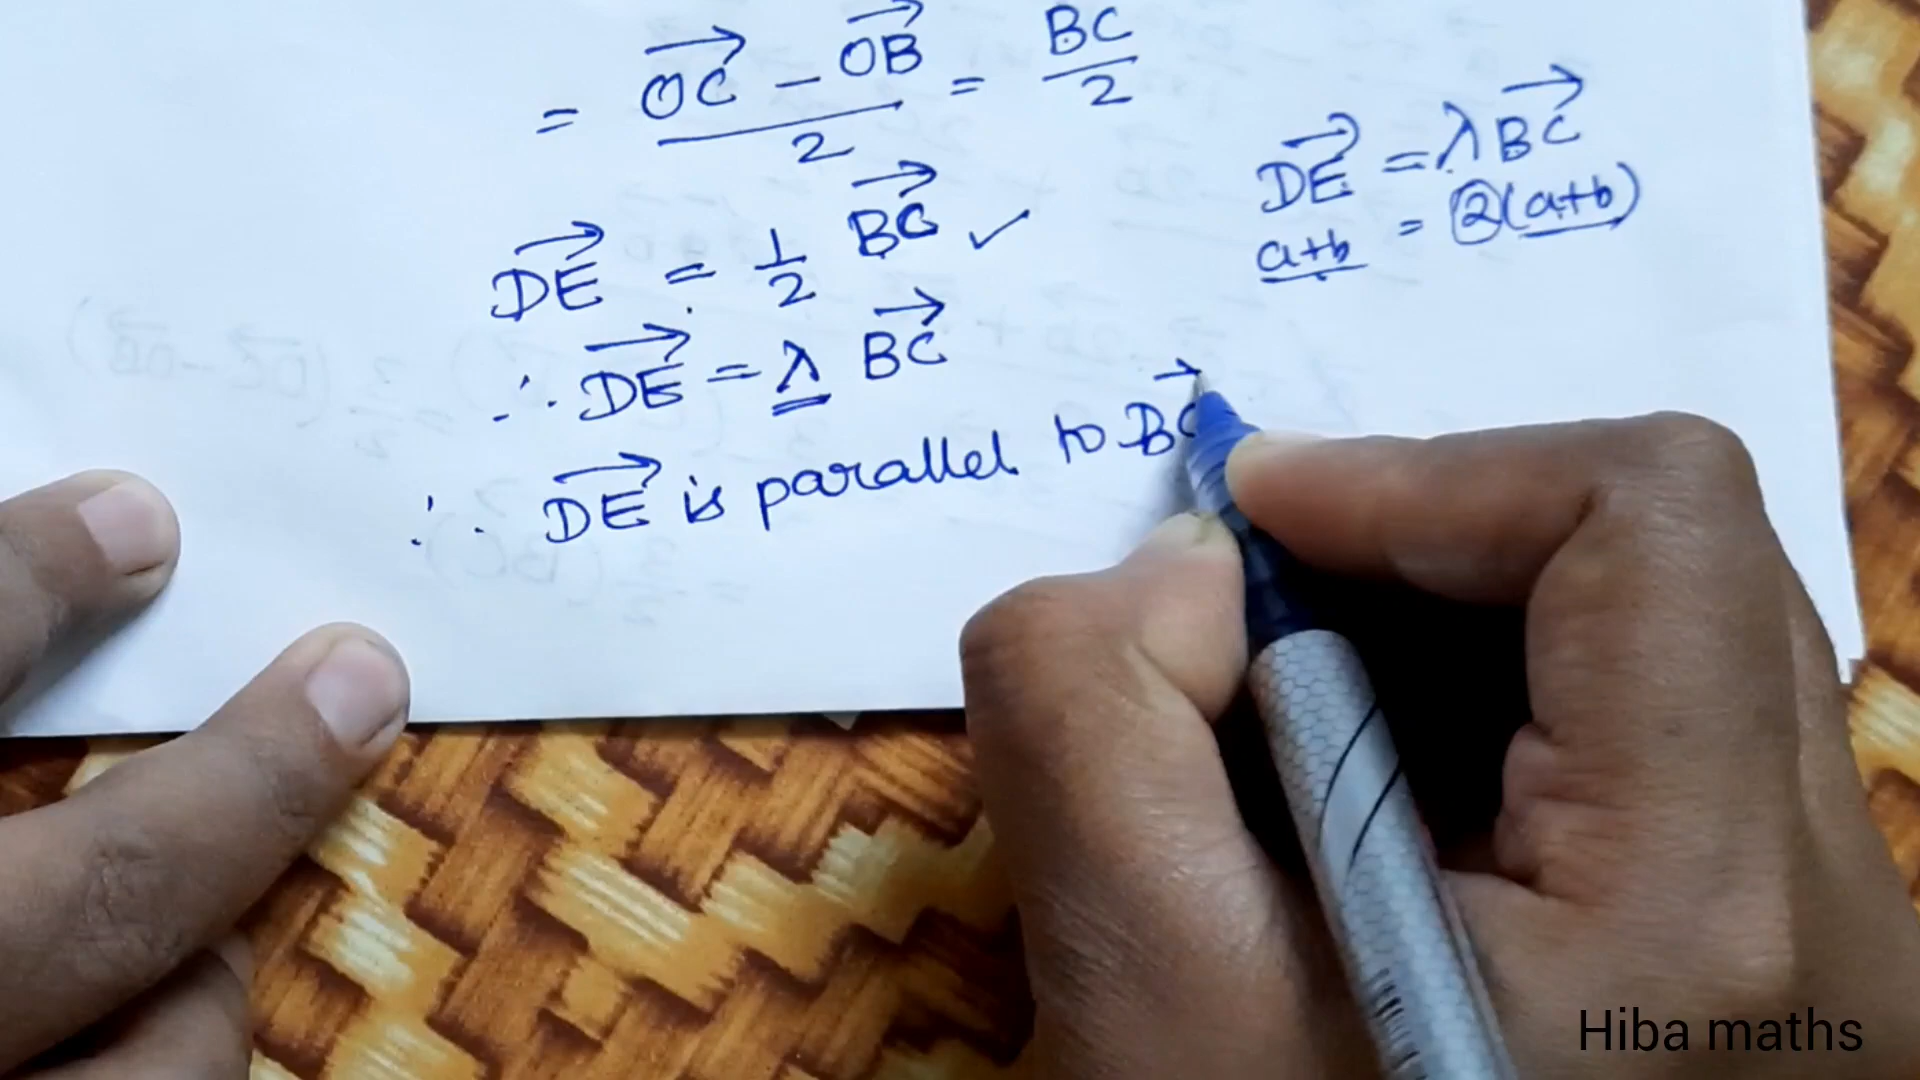 = (OC⃗ - OB⃗)/2 = BC/2
DE⃗ = 1/2 BC⃗ ✓
∴ DE⃗ = λ BC⃗
∴ DE⃗ is parallel to BC⃗
DE⃗ = λ BC⃗
a+b = 2(a+b)
Hiba maths